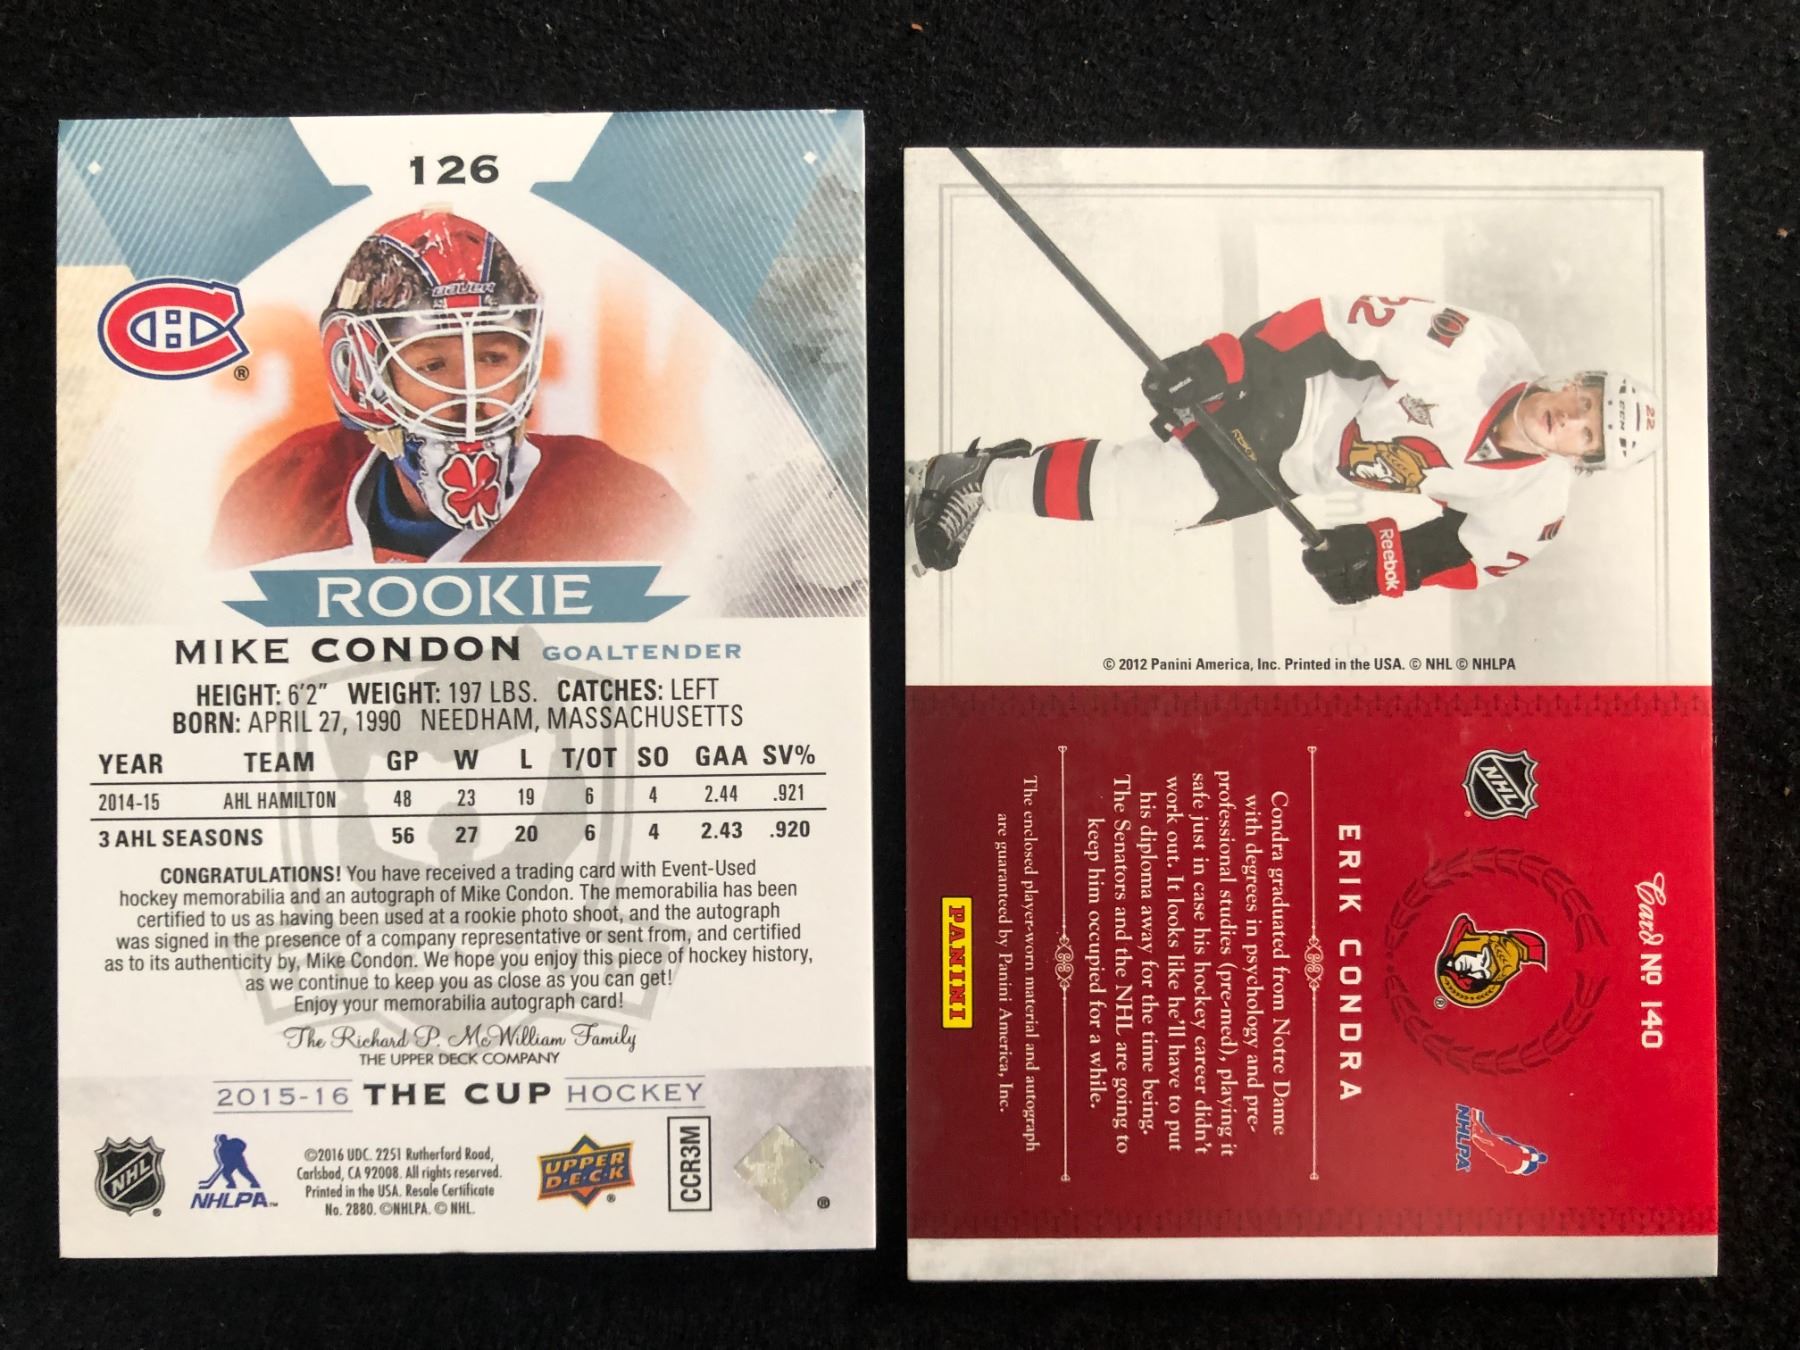 126
BAUER
®
ROOKIE
MIKE CONDON GOALTENDER
HEIGHT: 6'2" WEIGHT: 197 LBS. CATCHES: LEFT
BORN: APRIL 27, 1990 NEEDHAM, MASSACHUSETTS
YEAR TEAM GP W L T/OT SO GAA SV%
2014-15 AHL HAMILTON 48 23 19 6 4 2.44 .921
3 AHL SEASONS 56 27 20 6 4 2.43 .920
CONGRATULATIONS! You have received a trading card with Event-Used
hockey memorabilia and an autograph of Mike Condon. The memorabilia has been
certified to us as having been used at a rookie photo shoot, and the autograph
was signed in the presence of a company representative or sent from, and certified
as to its authenticity by, Mike Condon. We hope you enjoy this piece of hockey history,
as we continue to keep you as close as you can get!
Enjoy your memorabilia autograph card!
The Richard P. McWilliam Family
THE UPPER DECK COMPANY
2015-16 THE CUP HOCKEY
NHL
®
NHLPA™
©2016 UDC. 2251 Rutherford Road,
Carlsbad, CA 92008. All rights reserved.
Printed in the USA. Resale Certificate
No. 2880. ©NHLPA. © NHL.
UPPER
D·E·C·K
®
CCR3M
®
22
22
2
CCM
Reebok
© 2012 Panini America, Inc. Printed in the USA. © NHL © NHLPA
Card No 140
NHL
®
NHLPA
ERIK CONDRA
Condra graduated from Notre Dame
with degrees in psychology and pre-
professional studies (pre-med), playing it
safe just in case his hockey career didn't
work out. It looks like he'll have to put
his diploma away for the time being.
The Senators and the NHL are going to
keep him occupied for a while.
The enclosed player-worn material and autograph
are guaranteed by Panini America, Inc.
PANINI